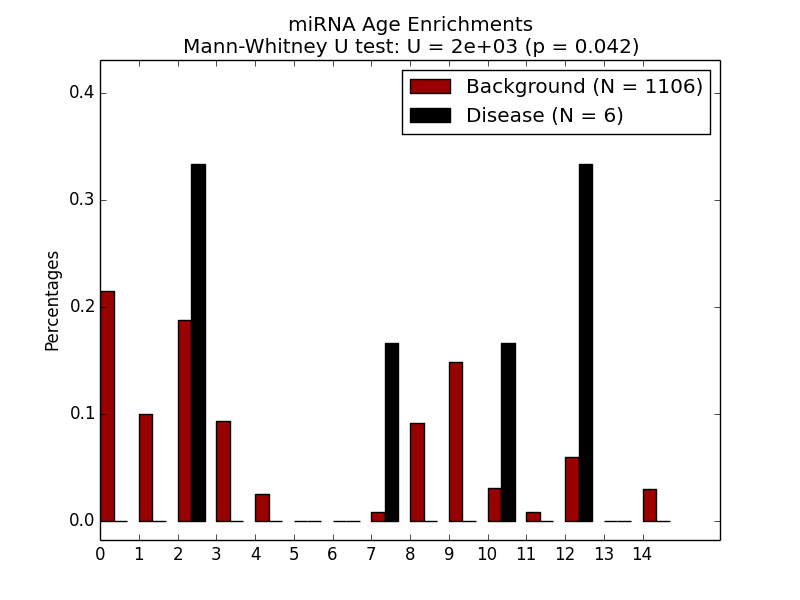 miRNA Age Enrichments
Mann-Whitney U test: U = 2e+03 (p = 0.042)
Background (N = 1106)
Disease (N = 6)
Percentages
0.4
0.3
0.2
0.1
0.0
0 1 2 3 4 5 6 7 8 9 10 11 12 13 14